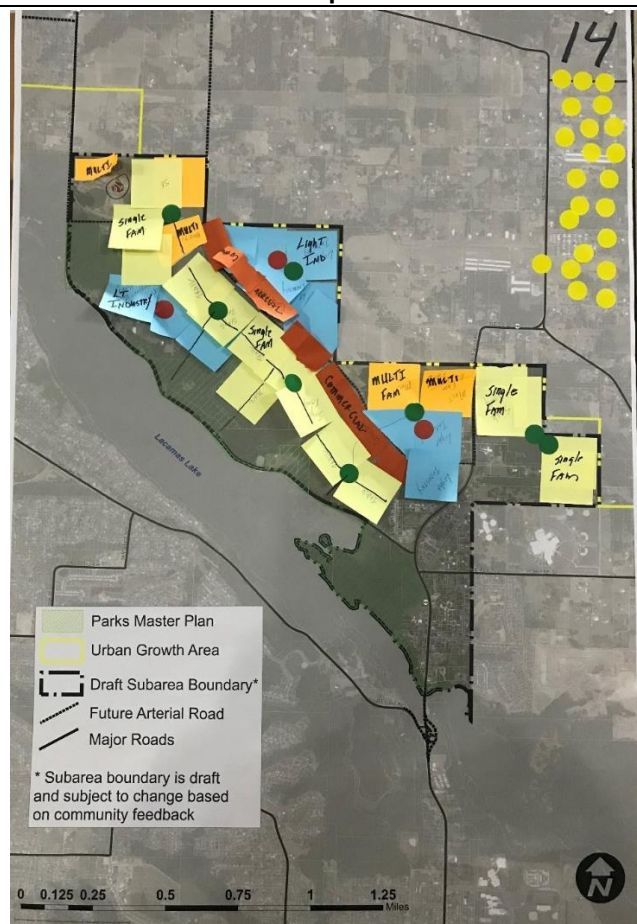 14
MULTI
Single
FAM
MULTI
Light
IND
LT
INDUSTRY
Single
FAM
Commercial
MULTI
FAM
MULTI
Single
FAM
Single
FAM
Lacamas Lake
Parks Master Plan
Urban Growth Area
Draft Subarea Boundary*
Future Arterial Road
Major Roads
* Subarea boundary is draft
and subject to change based
on community feedback
0 0.125 0.25 0.5 0.75 1 1.25
Miles
N